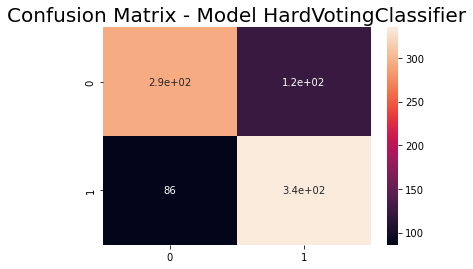 Confusion Matrix - Model HardVotingClassifier
0
2.9e+02
1.2e+02
1
86
3.4e+02
0
1
300
250
200
150
100